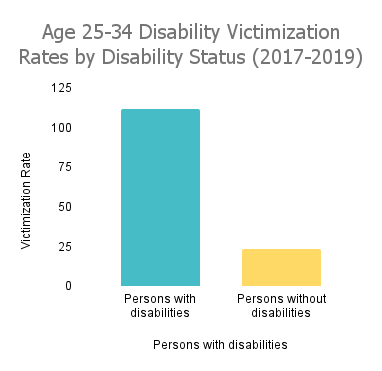 Age 25-34 Disability Victimization
Rates by Disability Status (2017-2019)
125
100
75
50
25
0
Victimization Rate
Persons with
disabilities
Persons without
disabilities
Persons with disabilities